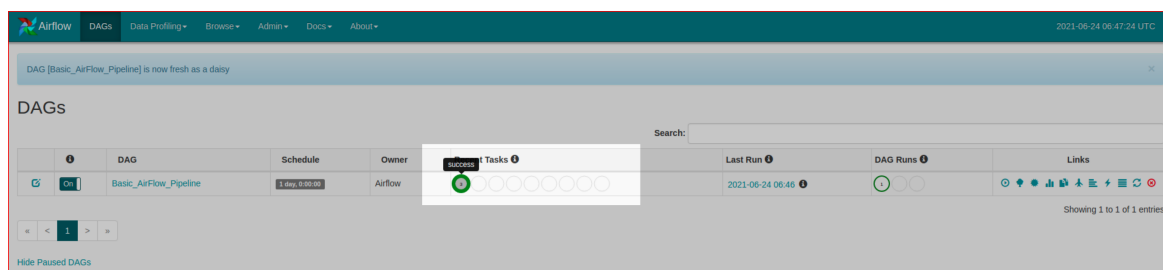 Airflow DAGs Data Profiling Browse Admin Docs About 2021-06-24 06:47:24 UTC
DAG [Basic_AirFlow_Pipeline] is now fresh as a daisy ×
DAGs
Search:
DAG Schedule Owner Tasks Last Run DAG Runs Links
success
On Basic_AirFlow_Pipeline 1 day, 0:00:00 Airflow 2021-06-24 06:46 1
Showing 1 to 1 of 1 entries
« < 1 > »
Hide Paused DAGs